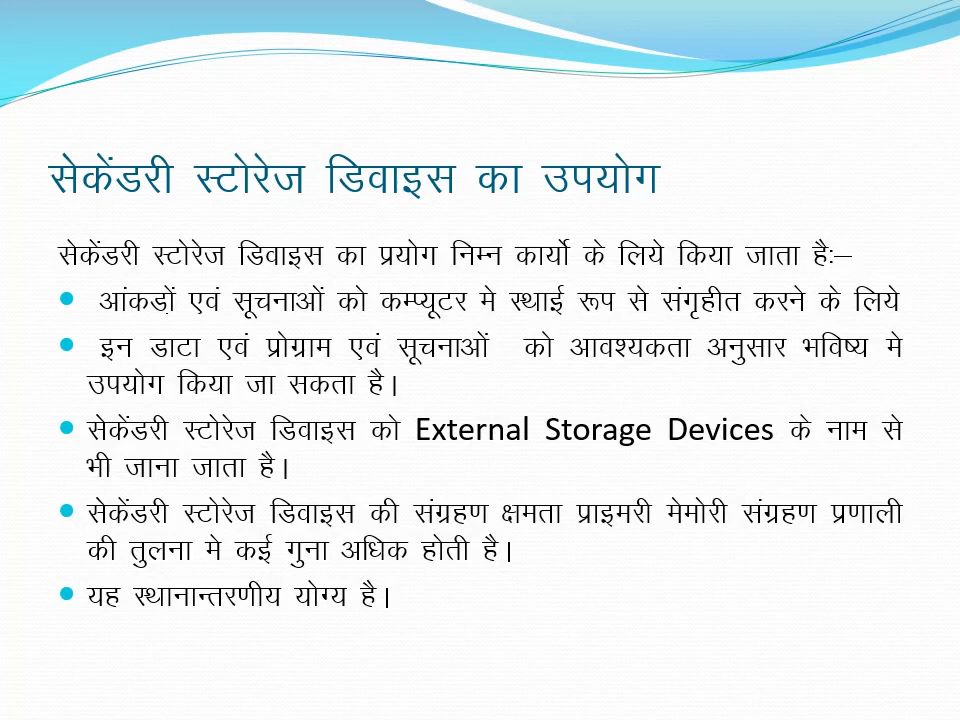 सेकेंडरी स्टोरेज डिवाइस का उपयोग
सेकेंडरी स्टोरेज डिवाइस का प्रयोग निम्न कार्यो के लिये किया जाता हैः–
आंकड़ों एवं सूचनाओं को कम्प्यूटर मे स्थाई रूप से संगृहीत करने के लिये
इन डाटा एवं प्रोग्राम एवं सूचनाओं को आवश्यकता अनुसार भविष्य मे
उपयोग किया जा सकता है।
सेकेंडरी स्टोरेज डिवाइस को External Storage Devices के नाम से
भी जाना जाता है।
सेकेंडरी स्टोरेज डिवाइस की संग्रहण क्षमता प्राइमरी मेमोरी संग्रहण प्रणाली
की तुलना मे कई गुना अधिक होती है।
यह स्थानान्तरणीय योग्य है।